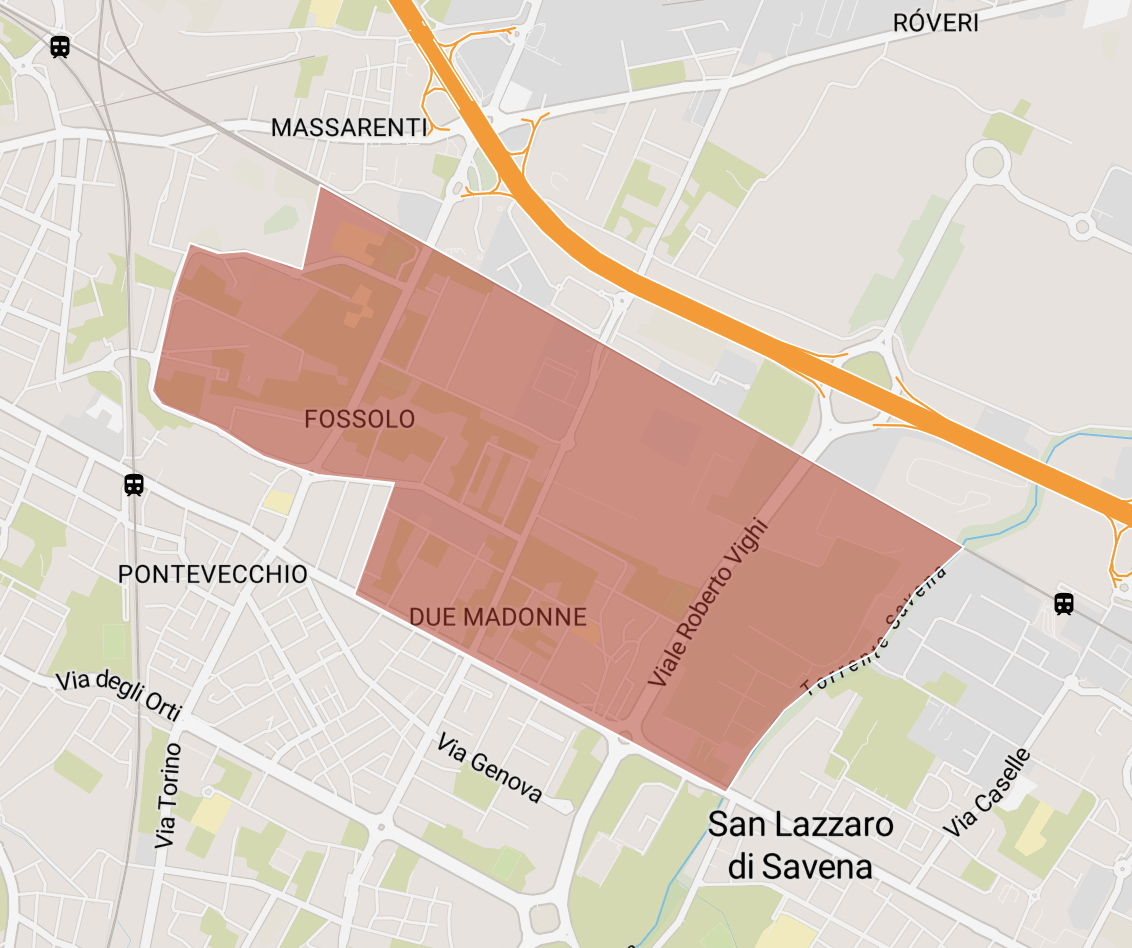 RÓVERI
MASSARENTI
FOSSOLO
Viale Roberto Vighi
PONTEVECCHIO
DUE MADONNE
Torrente Savena
Via degli Orti
Via Torino
Via Genova
Via Caselle
San Lazzaro
di Savena